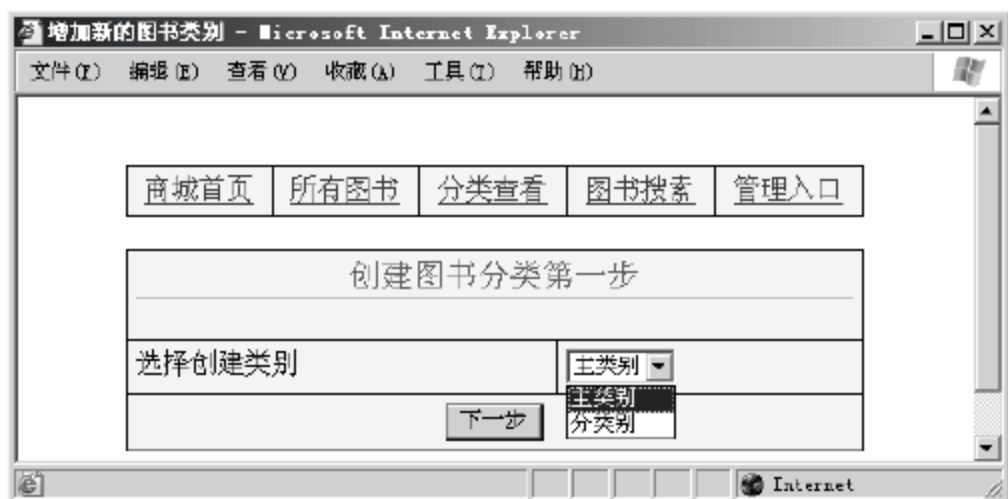 增加新的图书类别 - Microsoft Internet Explorer
文件(F) 编辑(E) 查看(V) 收藏(A) 工具(T) 帮助(H)
商城首页 所有图书 分类查看 图书搜索 管理入口
创建图书分类第一步
选择创建类别 主类别
主类别
分类别
下一步
Internet